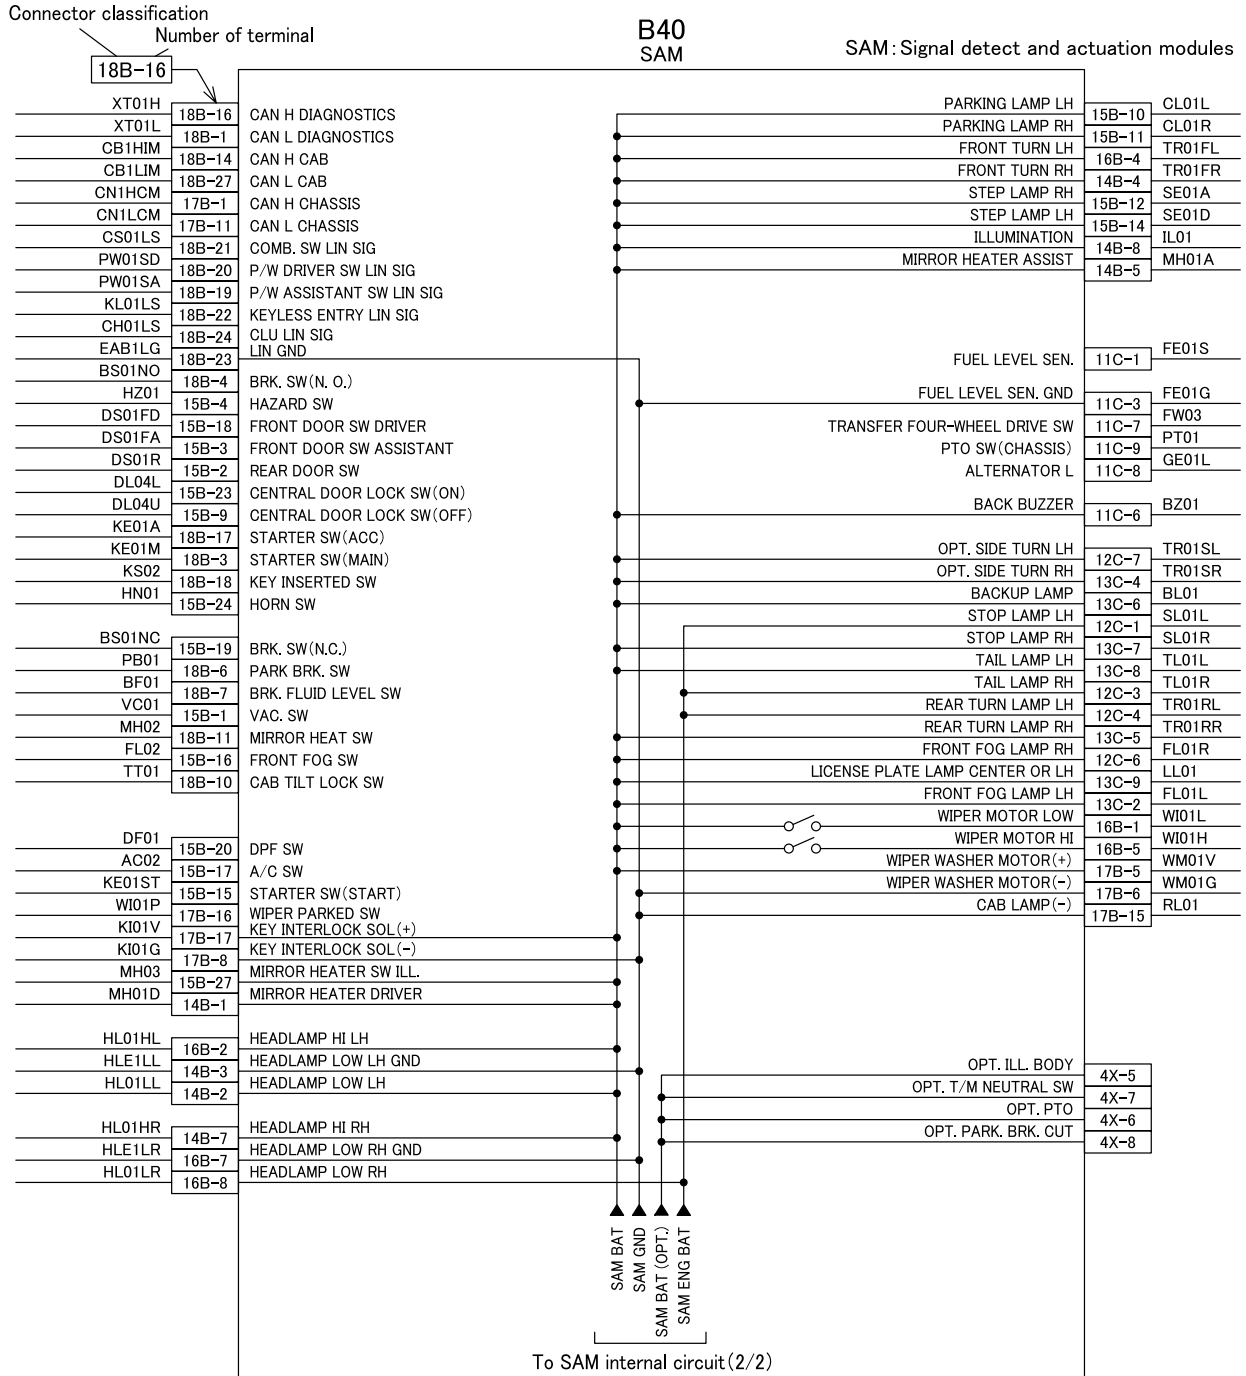 Connector classification
Number of terminal
18B-16
B40
SAM
SAM:Signal detect and actuation modules
XT01H 18B-16 CAN H DIAGNOSTICS
XT01L 18B-1 CAN L DIAGNOSTICS
CB1HIM 18B-14 CAN H CAB
CB1LIM 18B-27 CAN L CAB
CN1HCM 17B-1 CAN H CHASSIS
CN1LCM 17B-11 CAN L CHASSIS
CS01LS 18B-21 COMB. SW LIN SIG
PW01SD 18B-20 P/W DRIVER SW LIN SIG
PW01SA 18B-19 P/W ASSISTANT SW LIN SIG
KL01LS 18B-22 KEYLESS ENTRY LIN SIG
CH01LS 18B-24 CLU LIN SIG
EAB1LG 18B-23 LIN GND
BS01NO 18B-4 BRK. SW(N. O.)
HZ01 15B-4 HAZARD SW
DS01FD 15B-18 FRONT DOOR SW DRIVER
DS01FA 15B-3 FRONT DOOR SW ASSISTANT
DS01R 15B-2 REAR DOOR SW
DL04L 15B-23 CENTRAL DOOR LOCK SW(ON)
DL04U 15B-9 CENTRAL DOOR LOCK SW(OFF)
KE01A 18B-17 STARTER SW(ACC)
KE01M 18B-3 STARTER SW(MAIN)
KS02 18B-18 KEY INSERTED SW
HN01 15B-24 HORN SW
BS01NC 15B-19 BRK. SW(N.C.)
PB01 18B-6 PARK BRK. SW
BF01 18B-7 BRK. FLUID LEVEL SW
VC01 15B-1 VAC. SW
MH02 18B-11 MIRROR HEAT SW
FL02 15B-16 FRONT FOG SW
TT01 18B-10 CAB TILT LOCK SW
DF01 15B-20 DPF SW
AC02 15B-17 A/C SW
KE01ST 15B-15 STARTER SW(START)
WI01P 17B-16 WIPER PARKED SW
KI01V 17B-17 KEY INTERLOCK SOL(+)
KI01G 17B-8 KEY INTERLOCK SOL(-)
MH03 15B-27 MIRROR HEATER SW ILL.
MH01D 14B-1 MIRROR HEATER DRIVER
HL01HL 16B-2 HEADLAMP HI LH
HLE1LL 14B-3 HEADLAMP LOW LH GND
HL01LL 14B-2 HEADLAMP LOW LH
HL01HR 14B-7 HEADLAMP HI RH
HLE1LR 16B-7 HEADLAMP LOW RH GND
HL01LR 16B-8 HEADLAMP LOW RH
PARKING LAMP LH 15B-10 CL01L
PARKING LAMP RH 15B-11 CL01R
FRONT TURN LH 16B-4 TR01FL
FRONT TURN RH 14B-4 TR01FR
STEP LAMP RH 15B-12 SE01A
STEP LAMP LH 15B-14 SE01D
ILLUMINATION 14B-8 IL01
MIRROR HEATER ASSIST 14B-5 MH01A
FUEL LEVEL SEN. 11C-1 FE01S
FUEL LEVEL SEN. GND 11C-3 FE01G
TRANSFER FOUR-WHEEL DRIVE SW 11C-7 FW03
PTO SW(CHASSIS) 11C-9 PT01
ALTERNATOR L 11C-8 GE01L
BACK BUZZER 11C-6 BZ01
OPT. SIDE TURN LH 12C-7 TR01SL
OPT. SIDE TURN RH 13C-4 TR01SR
BACKUP LAMP 13C-6 BL01
STOP LAMP LH 12C-1 SL01L
STOP LAMP RH 13C-7 SL01R
TAIL LAMP LH 13C-8 TL01L
TAIL LAMP RH 12C-3 TL01R
REAR TURN LAMP LH 12C-4 TR01RL
REAR TURN LAMP RH 13C-5 TR01RR
FRONT FOG LAMP RH 12C-6 FL01R
LICENSE PLATE LAMP CENTER OR LH 13C-9 LL01
FRONT FOG LAMP LH 13C-2 FL01L
WIPER MOTOR LOW 16B-1 WI01L
WIPER MOTOR HI 16B-5 WI01H
WIPER WASHER MOTOR(+) 17B-5 WM01V
WIPER WASHER MOTOR(-) 17B-6 WM01G
CAB LAMP(-) 17B-15 RL01
OPT. ILL. BODY 4X-5
OPT. T/M NEUTRAL SW 4X-7
OPT. PTO 4X-6
OPT. PARK. BRK. CUT 4X-8
SAM BAT
SAM GND
SAM BAT (OPT.)
SAM ENG BAT
To SAM internal circuit(2/2)